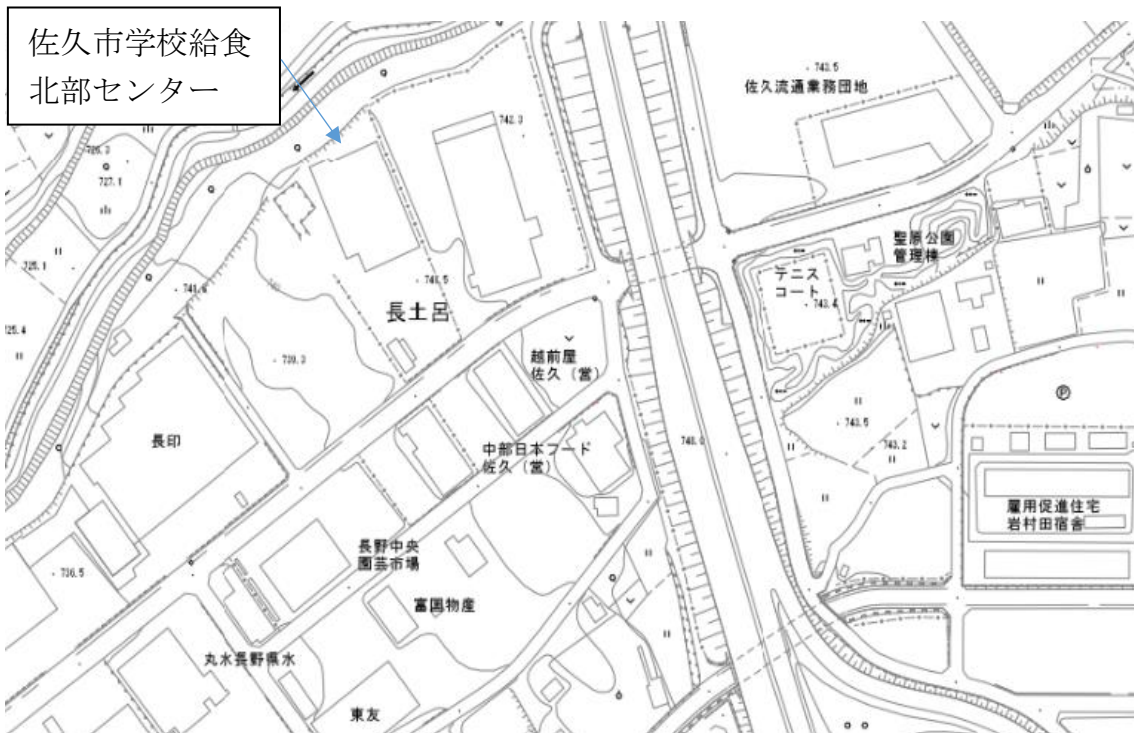 佐久市学校給食
北部センター
743.5
佐久流通業務団地
742.3
726.3
727.1
聖原公園
管理棟
テニス
コート
743.4
725.1
741.5
長土呂
725.4
739.3
越前屋
佐久（営）
P
743.5
743.2
748.0
長印
中部日本フード
佐久（営）
雇用促進住宅
岩村田宿舎
長野中央
園芸市場
736.5
富国物産
丸水長野県水
東友